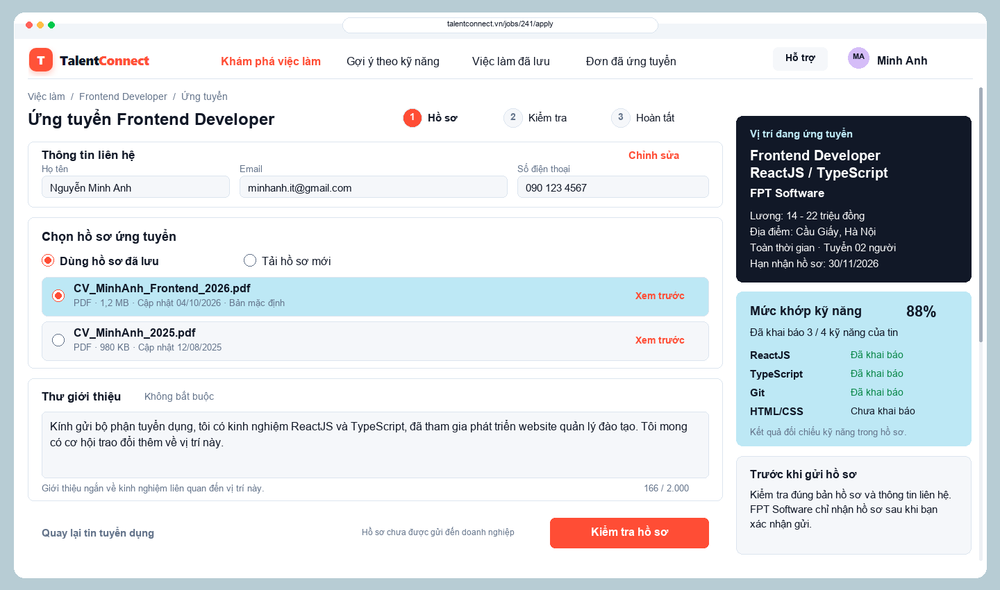 talentconnect.vn/jobs/241/apply
T TalentConnect
Khám phá việc làm
Gợi ý theo kỹ năng
Việc làm đã lưu
Đơn đã ứng tuyển
Hỗ trợ
MA
Minh Anh
Việc làm / Frontend Developer / Ứng tuyển
Ứng tuyển Frontend Developer
1 Hồ sơ
2 Kiểm tra
3 Hoàn tất
Thông tin liên hệ
Chỉnh sửa
Họ tên
Email
Số điện thoại
Nguyễn Minh Anh
minhanh.it@gmail.com
090 123 4567
Chọn hồ sơ ứng tuyển
Dùng hồ sơ đã lưu
Tải hồ sơ mới
CV_MinhAnh_Frontend_2026.pdf
PDF · 1,2 MB · Cập nhật 04/10/2026 · Bản mặc định
Xem trước
CV_MinhAnh_2025.pdf
PDF · 980 KB · Cập nhật 12/08/2025
Xem trước
Thư giới thiệu
Không bắt buộc
Kính gửi bộ phận tuyển dụng, tôi có kinh nghiệm ReactJS và TypeScript, đã tham gia phát triển website quản lý đào tạo. Tôi mong
có cơ hội trao đổi thêm về vị trí này.
Giới thiệu ngắn về kinh nghiệm liên quan đến vị trí này.
166 / 2.000
Quay lại tin tuyển dụng
Hồ sơ chưa được gửi đến doanh nghiệp
Kiểm tra hồ sơ
Vị trí đang ứng tuyển
Frontend Developer
ReactJS / TypeScript
FPT Software
Lương: 14 - 22 triệu đồng
Địa điểm: Cầu Giấy, Hà Nội
Toàn thời gian · Tuyển 02 người
Hạn nhận hồ sơ: 30/11/2026
Mức khớp kỹ năng
88%
Đã khai báo 3 / 4 kỹ năng của tin
ReactJS Đã khai báo
TypeScript Đã khai báo
Git Đã khai báo
HTML/CSS Chưa khai báo
Kết quả đối chiếu kỹ năng trong hồ sơ.
Trước khi gửi hồ sơ
Kiểm tra đúng bản hồ sơ và thông tin liên hệ.
FPT Software chỉ nhận hồ sơ sau khi bạn
xác nhận gửi.